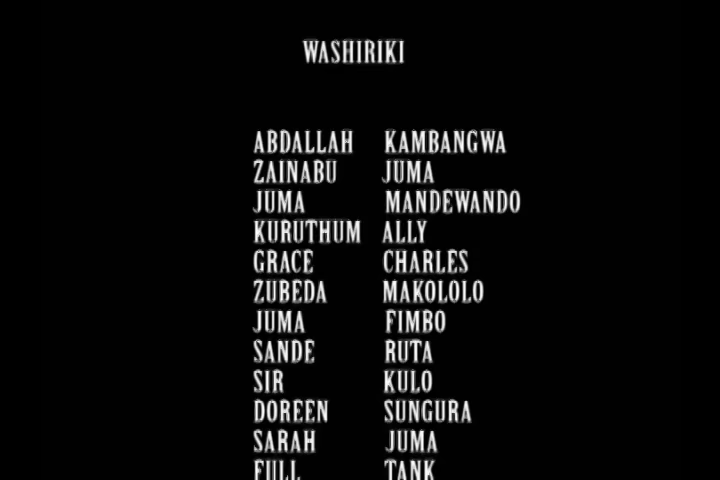 WASHIRIKI
ABDALLAH KAMBANGWA
ZAINABU JUMA
JUMA MANDEWANDO
KURUTHUM ALLY
GRACE CHARLES
ZUBEDA MAKOLOLO
JUMA FIMBO
SANDE RUTA
SIR KULO
DOREEN SUNGURA
SARAH JUMA
FULL TANK